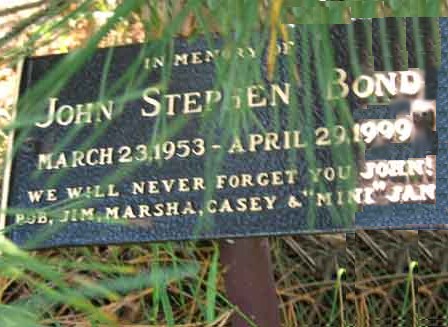 IN MEMORY OF
JOHN STEPHEN BOND
MARCH 23, 1953 - APRIL 29, 1999
WE WILL NEVER FORGET YOU JOHN!
BOB, JIM, MARSHA, CASEY & "MINI" JAN